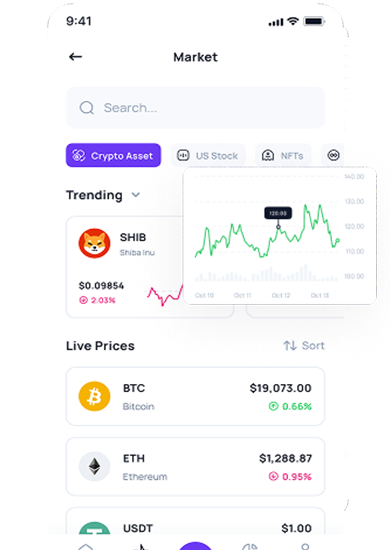 9:41
Market
Search...
Crypto Asset
US Stock
NFTs
Trending
SHIB
Shiba Inu
$0.09854
2.03%
140.00
130.00
120.00
120.00
110.00
100.00
Oct 10
Oct 11
Oct 12
Oct 13
Live Prices
Sort
BTC
Bitcoin
$19,073.00
0.66%
ETH
Ethereum
$1,288.87
0.95%
USDT
$1.00